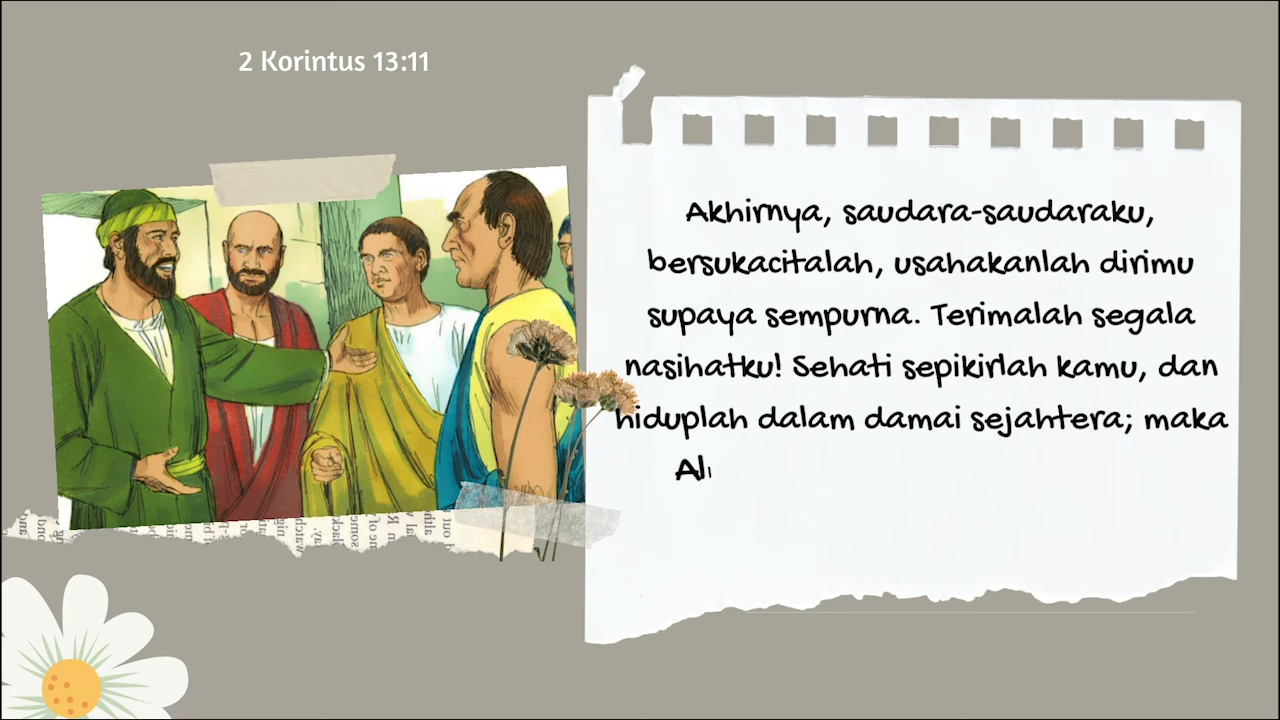 2 Korintus 13:11
Akhirnya, saudara-saudaraku,
bersukacitalah, usahakanlah dirimu
supaya sempurna. Terimalah segala
nasihatku! Sehati sepikirlah kamu, dan
hiduplah dalam damai sejahtera; maka